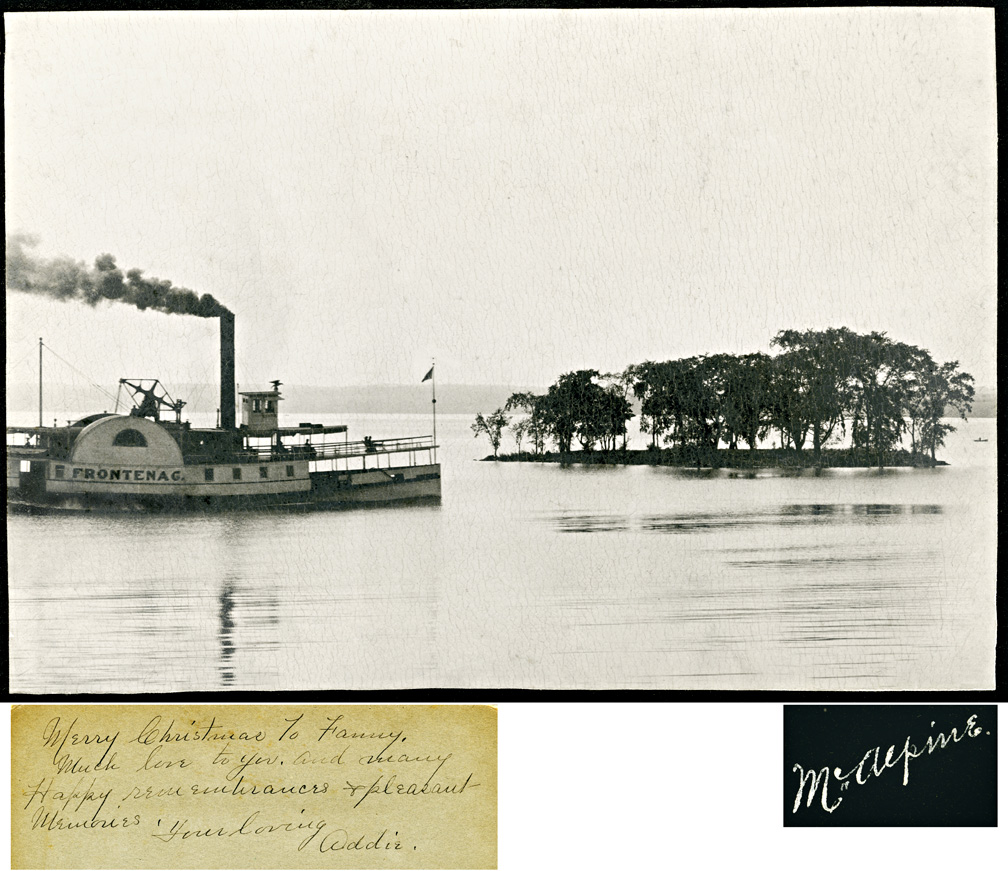 FRONTENAC.
Merry Christmas to Fanny.
Much love to you. and many
Happy remembrances & pleasant
Memories. Your loving
Addie.
McAlpine.